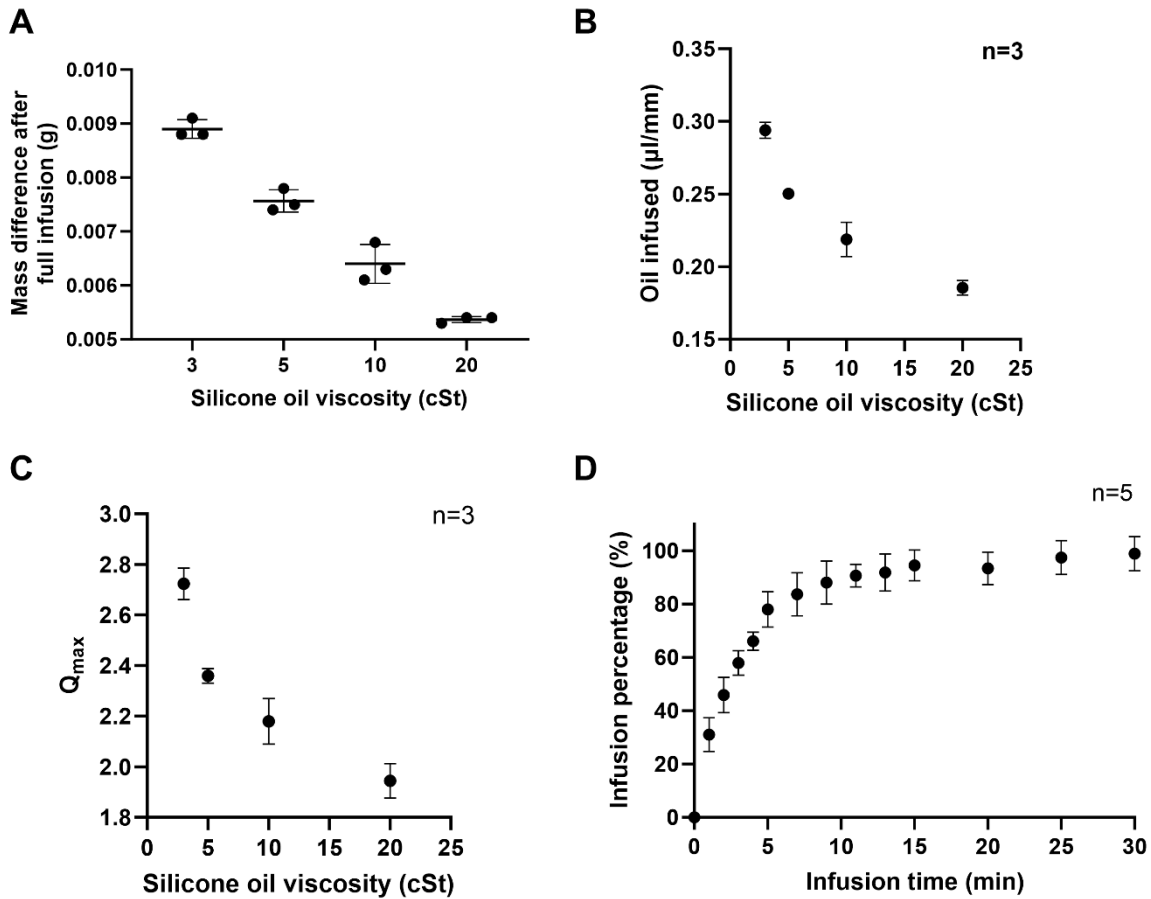 A
Mass difference after
full infusion (g)
0.010
0.009
0.008
0.007
0.006
0.005
3 5 10 20
Silicone oil viscosity (cSt)
B
n=3
Oil infused (µl/mm)
0.35
0.30
0.25
0.20
0.15
0 5 10 15 20 25
Silicone oil viscosity (cSt)
C
n=3
Qmax
3.0
2.8
2.6
2.4
2.2
2.0
1.8
0 5 10 15 20 25
Silicone oil viscosity (cSt)
D
n=5
Infusion percentage (%)
100
80
60
40
20
0
0 5 10 15 20 25 30
Infusion time (min)